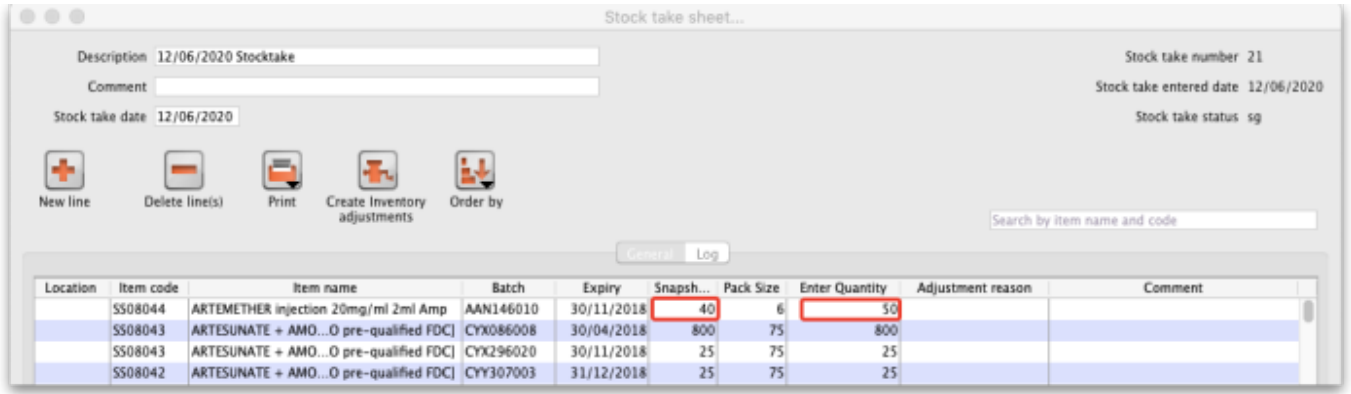 Stock take sheet...
Description 12/06/2020 Stocktake
Stock take number 21
Comment
Stock take entered date 12/06/2020
Stock take date 12/06/2020
Stock take status sg
New line Delete line(s) Print Create Inventory adjustments Order by
Search by item name and code
General Log
Location Item code Item name Batch Expiry Snapsh... Pack Size Enter Quantity Adjustment reason Comment
SS08044 ARTEMETHER injection 20mg/ml 2ml Amp AAN146010 30/11/2018 40 6 50
SS08043 ARTESUNATE + AMO...O pre-qualified FDC] CYX086008 30/04/2018 800 75 800
SS08043 ARTESUNATE + AMO...O pre-qualified FDC] CYX296020 30/11/2018 25 75 25
SS08042 ARTESUNATE + AMO...O pre-qualified FDC] CYY307003 31/12/2018 25 75 25